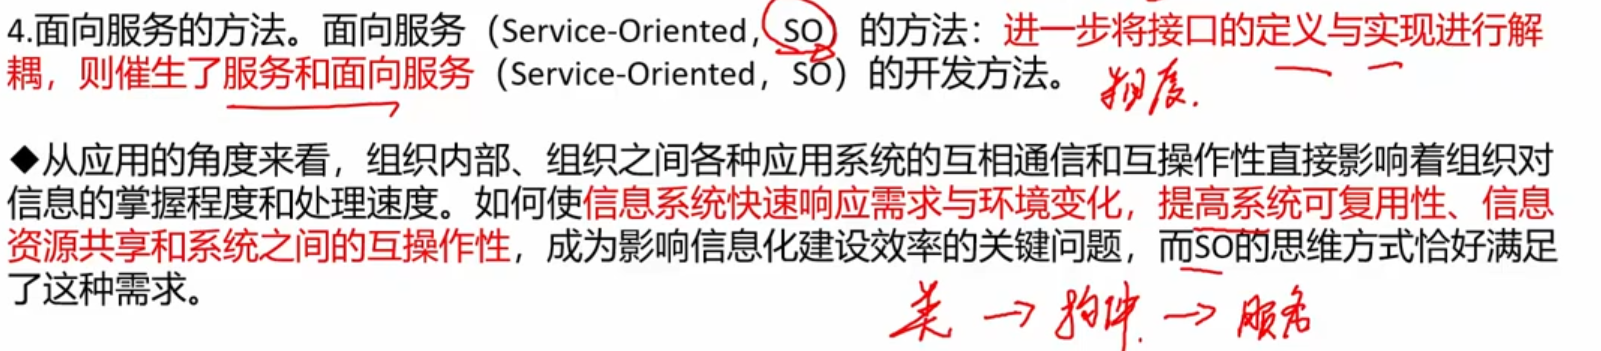 4.面向服务的方法。面向服务（Service-Oriented，SO）的方法：进一步将接口的定义与实现进行解
耦，则催生了服务和面向服务（Service-Oriented，SO）的开发方法。
◆从应用的角度来看，组织内部、组织之间各种应用系统的互相通信和互操作性直接影响着组织对
信息的掌握程度和处理速度。如何使信息系统快速响应需求与环境变化，提高系统可复用性、信息
资源共享和系统之间的互操作性，成为影响信息化建设效率的关键问题，而SO的思维方式恰好满足
了这种需求。
类 → 构件 → 服务